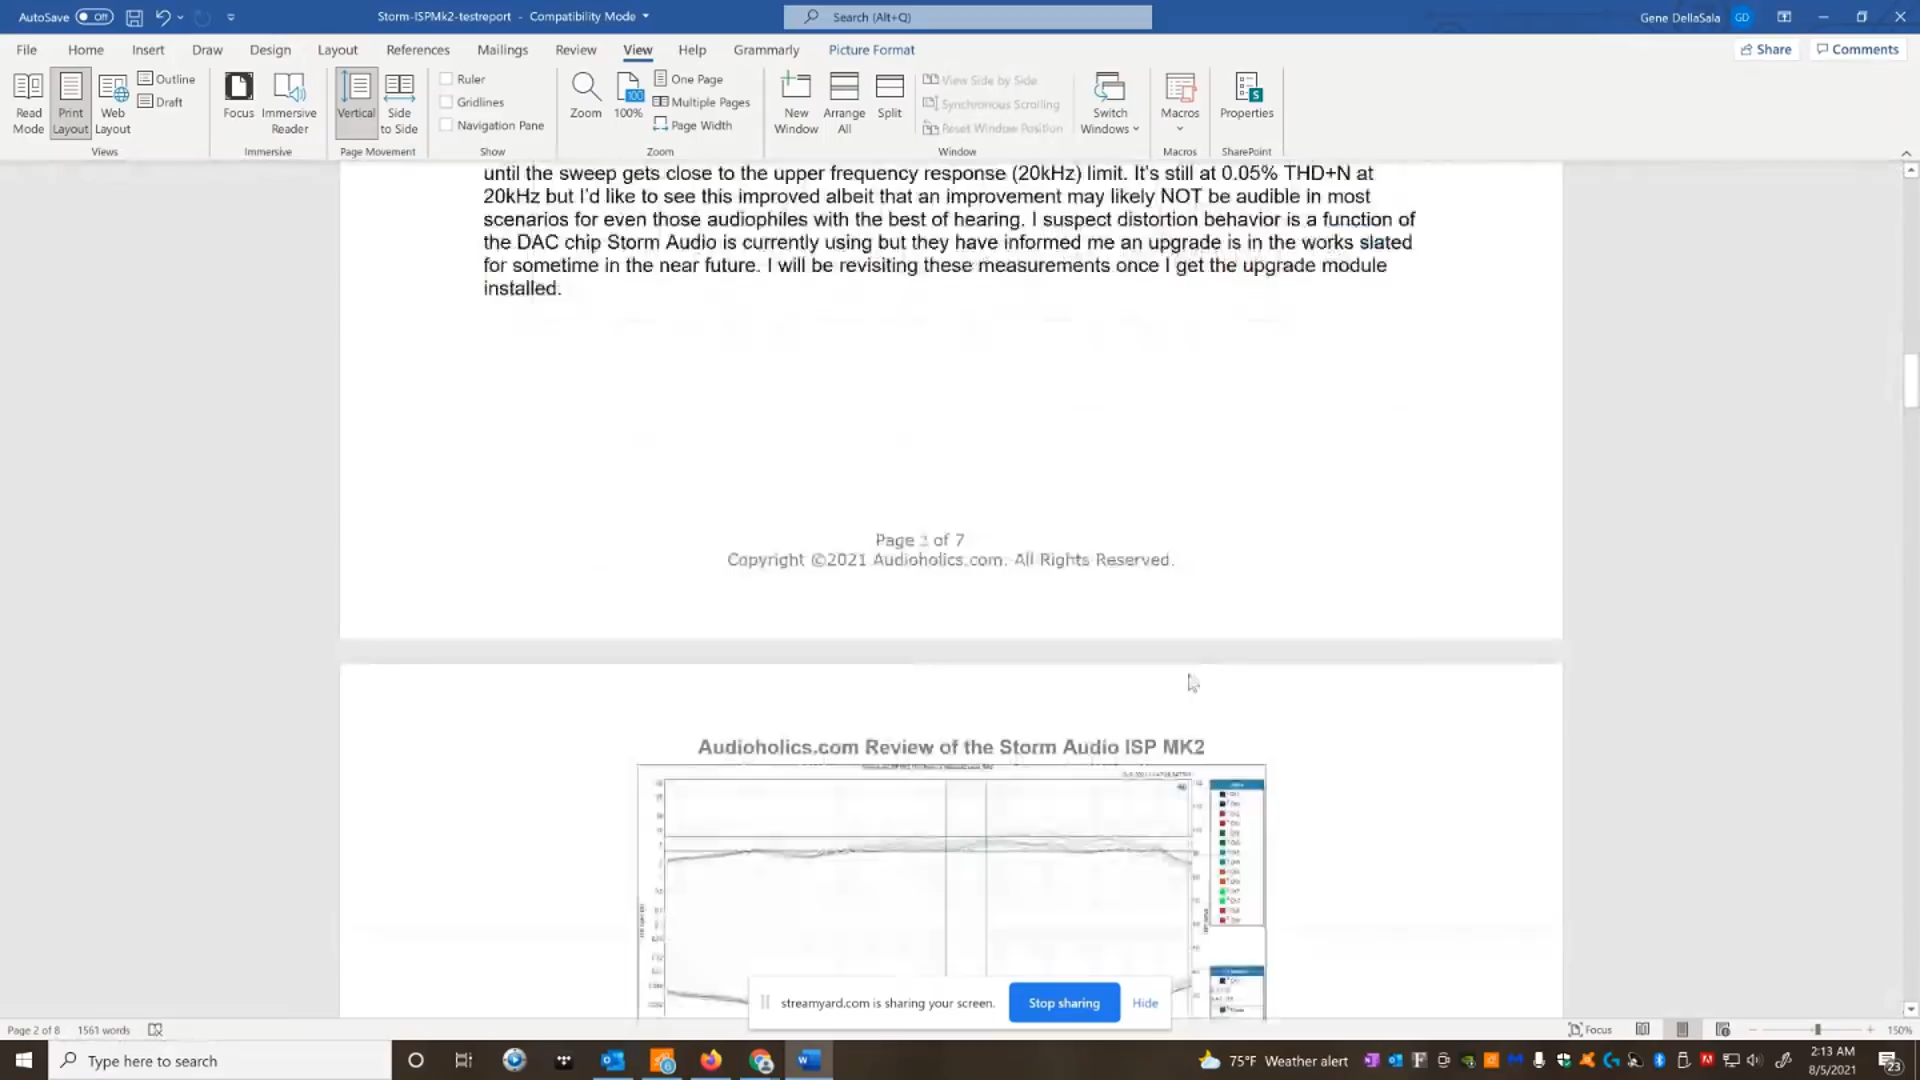 AutoSave Off Storm-ISPMk2-testreport - Compatibility Mode Search (Alt+Q) Gene DellaSala GD
File Home Insert Draw Design Layout References Mailings Review View Help Grammarly Picture Format Share Comments
Read Mode
Print Layout
Web Layout
Outline
Draft
Views
Focus
Immersive Reader
Immersive
Vertical
Side to Side
Page Movement
Ruler
Gridlines
Navigation Pane
Show
Zoom
100
100%
One Page
Multiple Pages
Page Width
Zoom
New Window
Arrange All
Split
View Side by Side
Synchronous Scrolling
Reset Window Position
Switch Windows
Window
Macros
Macros
Properties
SharePoint
until the sweep gets close to the upper frequency response (20kHz) limit. It's still at 0.05% THD+N at
20kHz but I'd like to see this improved albeit that an improvement may likely NOT be audible in most
scenarios for even those audiophiles with the best of hearing. I suspect distortion behavior is a function of
the DAC chip Storm Audio is currently using but they have informed me an upgrade is in the works slated
for sometime in the near future. I will be revisiting these measurements once I get the upgrade module
installed.
Page 1 of 7
Copyright ©2021 Audioholics.com. All Rights Reserved.
Audioholics.com Review of the Storm Audio ISP MK2
streamyard.com is sharing your screen. Stop sharing Hide
Page 2 of 8 1561 words Focus 150%
Type here to search 75°F Weather alert 2:13 AM
8/5/2021
23